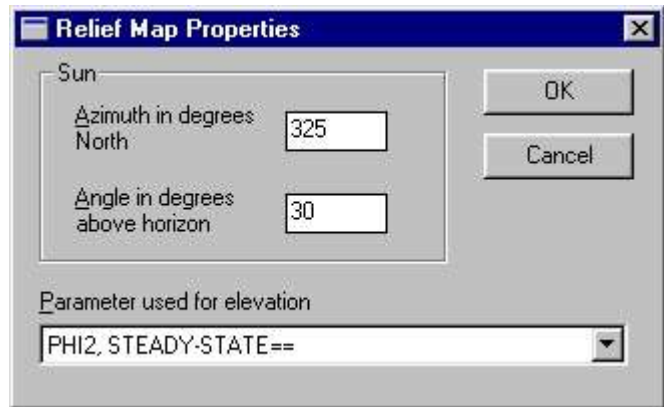 Relief Map Properties
Sun
Azimuth in degrees
North
325
Angle in degrees
above horizon
30
OK
Cancel
Parameter used for elevation
PHI2, STEADY-STATE==